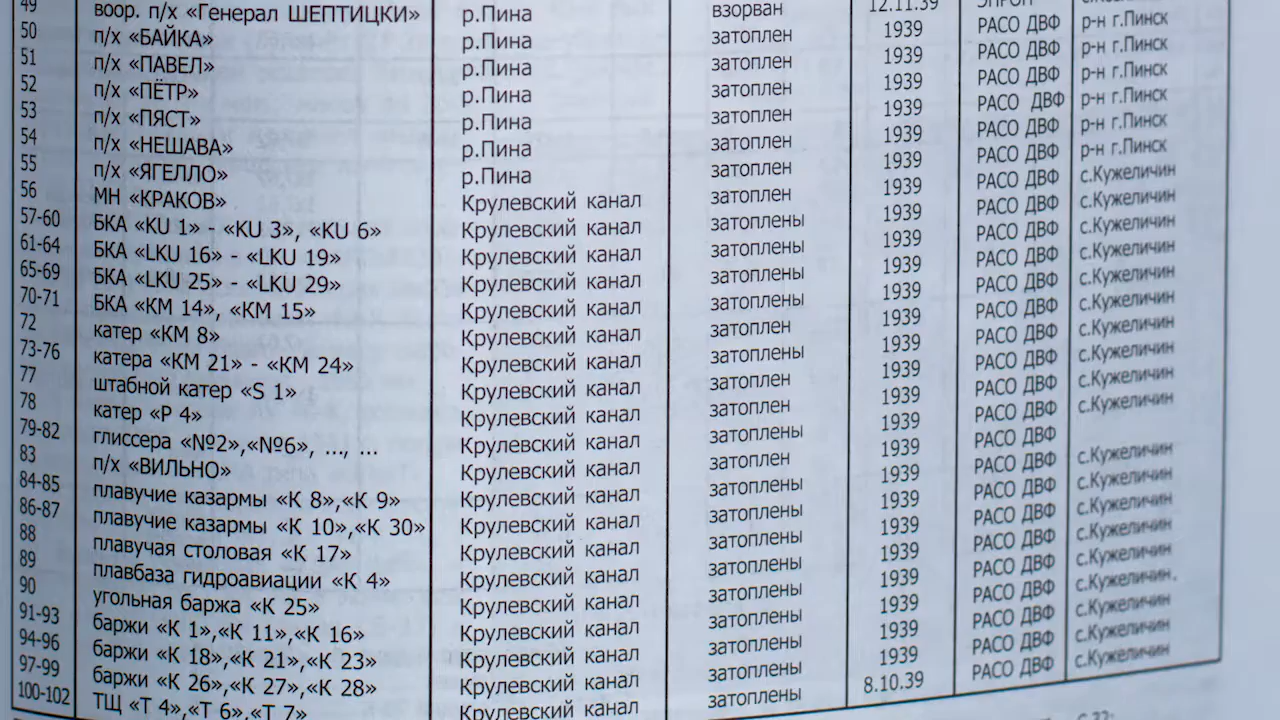 49 воор. п/х «Генерал ШЕПТИЦКИ» р.Пина взорван 12.11.39 ЭПРОН
50 п/х «БАЙКА» р.Пина затоплен 1939 РАСО ДВФ р-н г.Пинск
51 п/х «ПАВЕЛ» р.Пина затоплен 1939 РАСО ДВФ р-н г.Пинск
52 п/х «ПЁТР» р.Пина затоплен 1939 РАСО ДВФ р-н г.Пинск
53 п/х «ПЯСТ» р.Пина затоплен 1939 РАСО ДВФ р-н г.Пинск
54 п/х «НЕШАВА» р.Пина затоплен 1939 РАСО ДВФ р-н г.Пинск
55 п/х «ЯГЕЛЛО» р.Пина затоплен 1939 РАСО ДВФ р-н г.Пинск
56 МН «КРАКОВ» Крулевский канал затоплен 1939 РАСО ДВФ с.Кужеличин
57-60 БКА «KU 1» - «KU 3», «KU 6» Крулевский канал затоплены 1939 РАСО ДВФ с.Кужеличин
61-64 БКА «LKU 16» - «LKU 19» Крулевский канал затоплены 1939 РАСО ДВФ с.Кужеличин
65-69 БКА «LKU 25» - «LKU 29» Крулевский канал затоплены 1939 РАСО ДВФ с.Кужеличин
70-71 БКА «КМ 14», «КМ 15» Крулевский канал затоплены 1939 РАСО ДВФ с.Кужеличин
72 катер «КМ 8» Крулевский канал затоплен 1939 РАСО ДВФ с.Кужеличин
73-76 катера «КМ 21» - «КМ 24» Крулевский канал затоплены 1939 РАСО ДВФ с.Кужеличин
77 штабной катер «S 1» Крулевский канал затоплен 1939 РАСО ДВФ с.Кужеличин
78 катер «Р 4» Крулевский канал затоплен 1939 РАСО ДВФ с.Кужеличин
79-82 глиссера «№2»,«№6», ..., ... Крулевский канал затоплены 1939 РАСО ДВФ с.Кужеличин
83 п/х «ВИЛЬНО» Крулевский канал затоплен 1939 РАСО ДВФ
84-85 плавучие казармы «К 8»,«К 9» Крулевский канал затоплены 1939 РАСО ДВФ с.Кужеличин
86-87 плавучие казармы «К 10»,«К 30» Крулевский канал затоплены 1939 РАСО ДВФ с.Кужеличин
88 плавучая столовая «К 17» Крулевский канал затоплены 1939 РАСО ДВФ с.Кужеличин
89 плавбаза гидроавиации «К 4» Крулевский канал затоплены 1939 РАСО ДВФ с.Кужеличин
90 угольная баржа «К 25» Крулевский канал затоплены 1939 РАСО ДВФ с.Кужеличин
91-93 баржи «К 1»,«К 11»,«К 16» Крулевский канал затоплены 1939 РАСО ДВФ с.Кужеличин.
94-96 баржи «К 18»,«К 21»,«К 23» Крулевский канал затоплены 1939 РАСО ДВФ с.Кужеличин
97-99 баржи «К 26»,«К 27»,«К 28» Крулевский канал затоплены 1939 РАСО ДВФ с.Кужеличин
100-102 ТЩ «Т 4»,«Т 6»,«Т 7» Крулевский канал затоплены 8.10.39 РАСО ДВФ с.Кужеличин